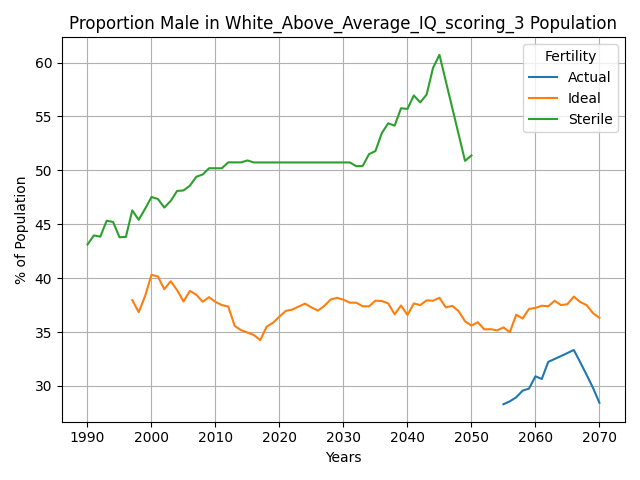 Proportion Male in White_Above_Average_IQ_scoring_3 Population
Fertility
Actual
Ideal
Sterile
% of Population
60
55
50
45
40
35
30
1990
2000
2010
2020
2030
2040
2050
2060
2070
Years